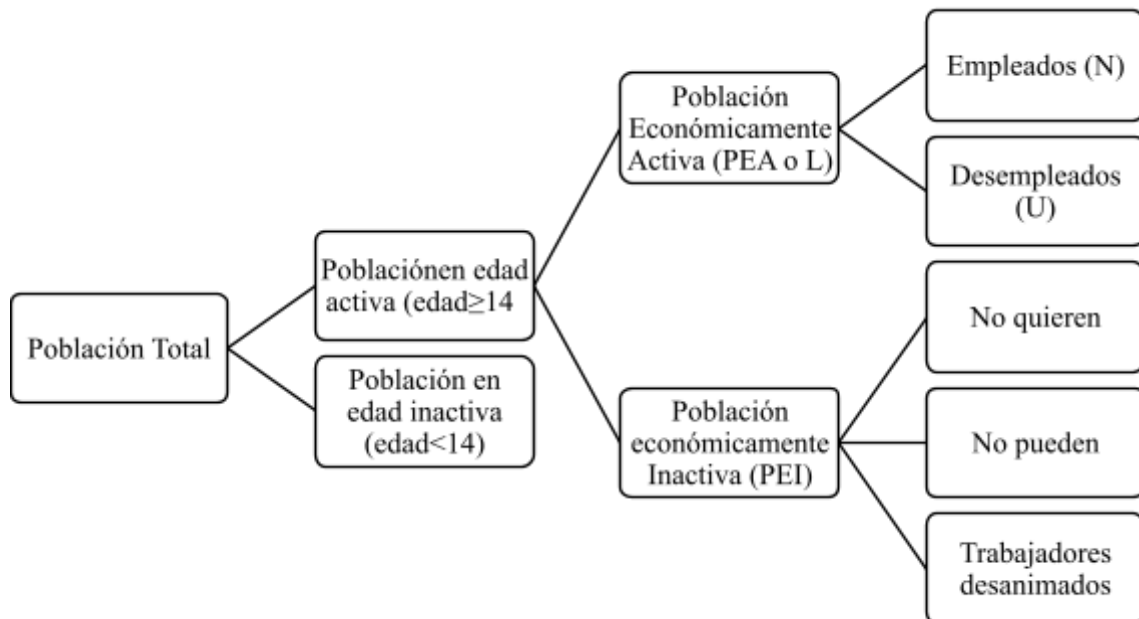 Población Total
Poblaciónen edad
activa (edad≥14
Población en
edad inactiva
(edad<14)
Población
Económicamente
Activa (PEA o L)
Población
económicamente
Inactiva (PEI)
Empleados (N)
Desempleados
(U)
No quieren
No pueden
Trabajadores
desanimados